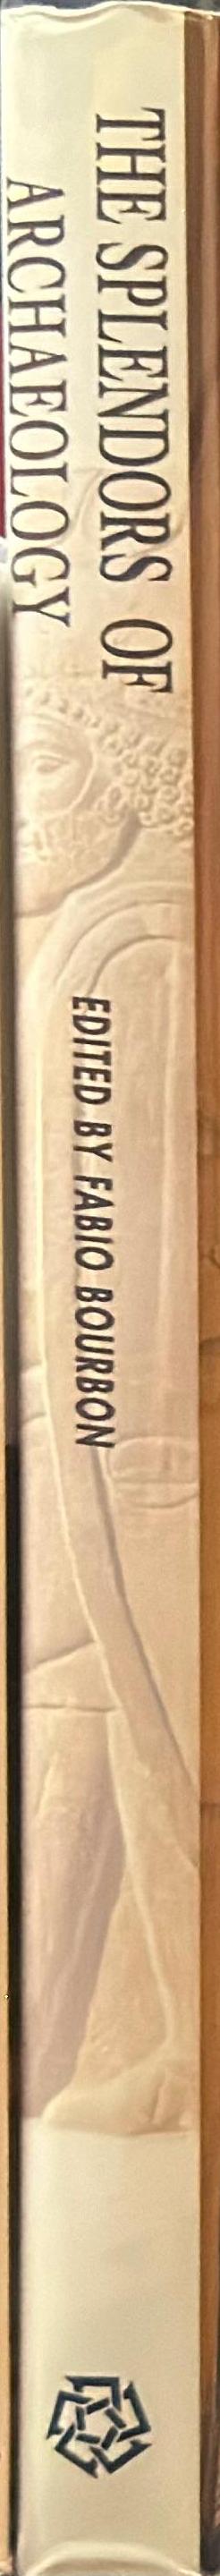 THE SPLENDORS OF
ARCHAEOLOGY
EDITED BY FABIO BOURBON